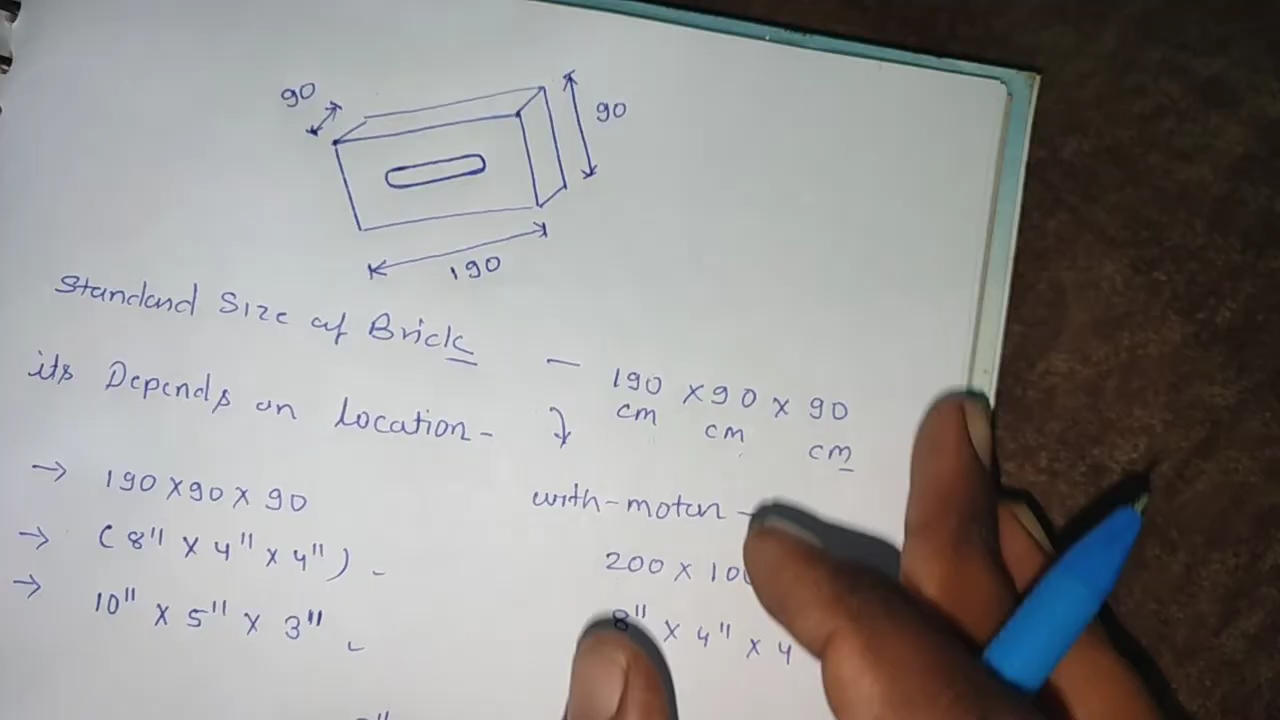 90
90
190
Standard Size of Brick — 190 x 90 x 90
cm cm cm
its Depends on Location -
→ 190 x 90 x 90
→ (8" x 4" x 4") -
→ 10" x 5" x 3"
with-motar -
200 x 10
8" x 4" x 4